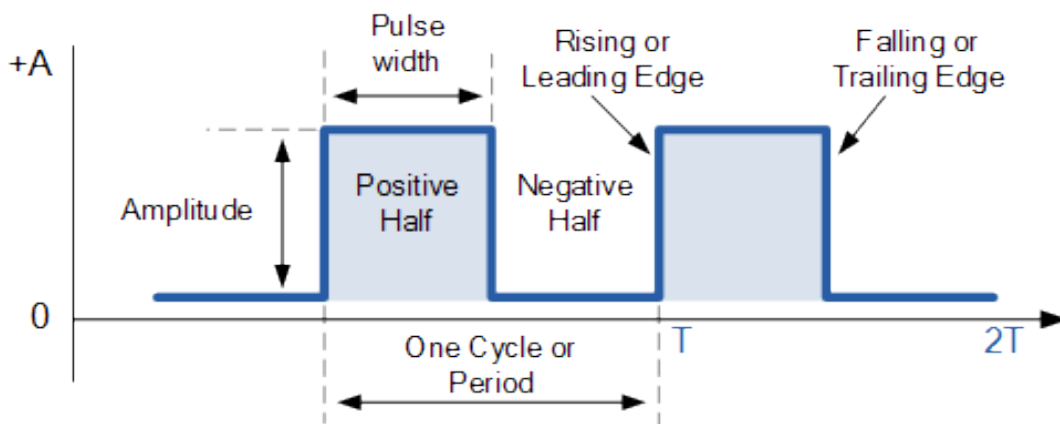 +A
Pulse
width
Rising or
Leading Edge
Falling or
Trailing Edge
Amplitude
Positive
Half
Negative
Half
0
T
2T
One Cycle or
Period